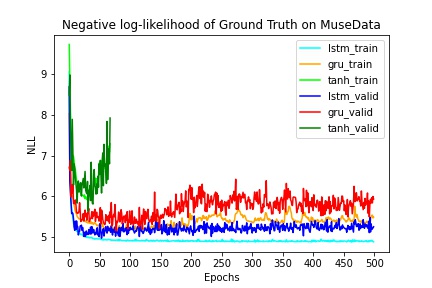 Negative log-likelihood of Ground Truth on MuseData
lstm_train
gru_train
tanh_train
lstm_valid
gru_valid
tanh_valid
NLL
9
8
7
6
5
0 50 100 150 200 250 300 350 400 450 500
Epochs